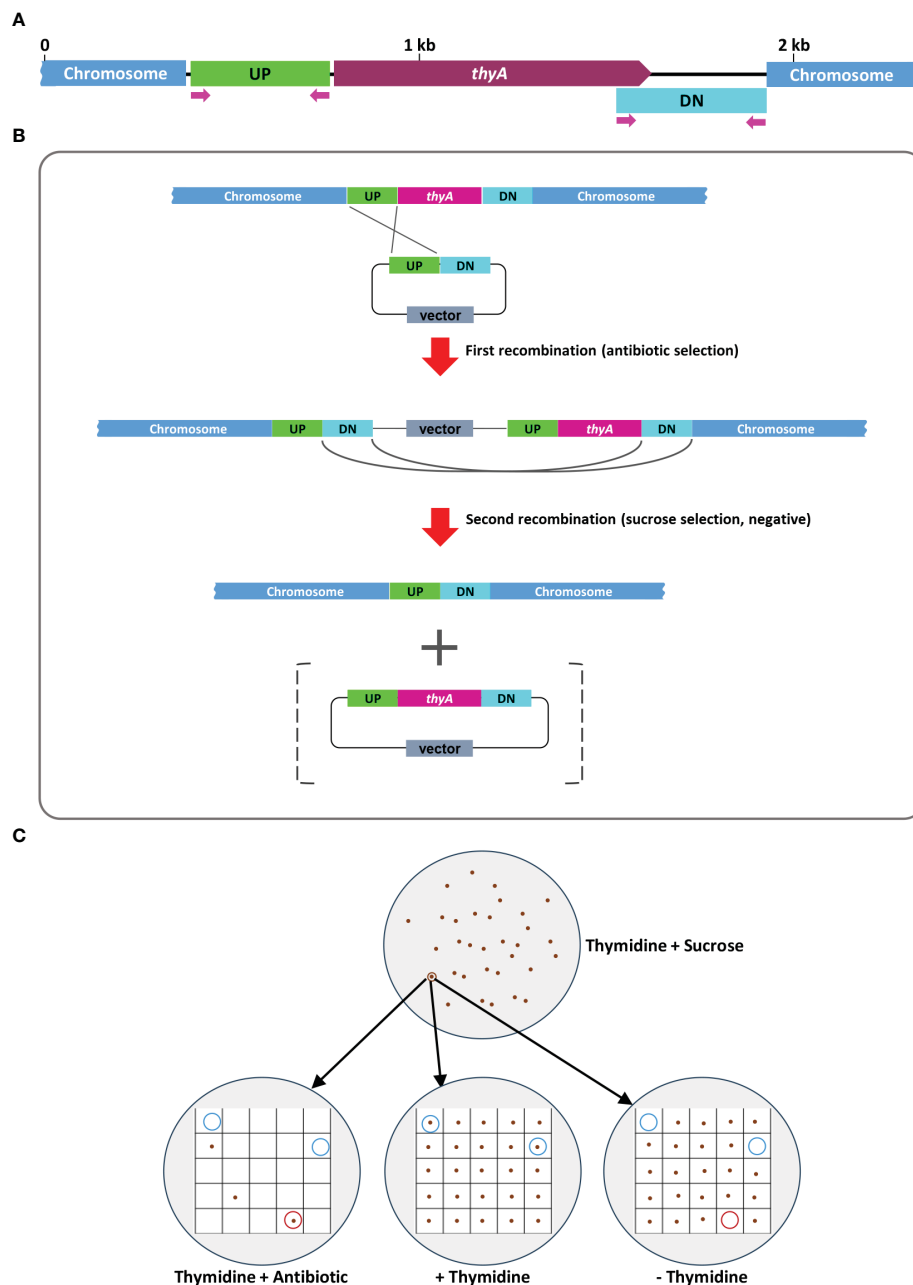 A
0 1 kb 2 kb
Chromosome UP thyA Chromosome
DN
B
Chromosome UP thyA DN Chromosome
UP DN
vector
First recombination (antibiotic selection)
Chromosome UP DN vector UP thyA DN Chromosome
Second recombination (sucrose selection, negative)
Chromosome UP DN Chromosome
+
UP thyA DN
vector
C
Thymidine + Sucrose
Thymidine + Antibiotic + Thymidine - Thymidine